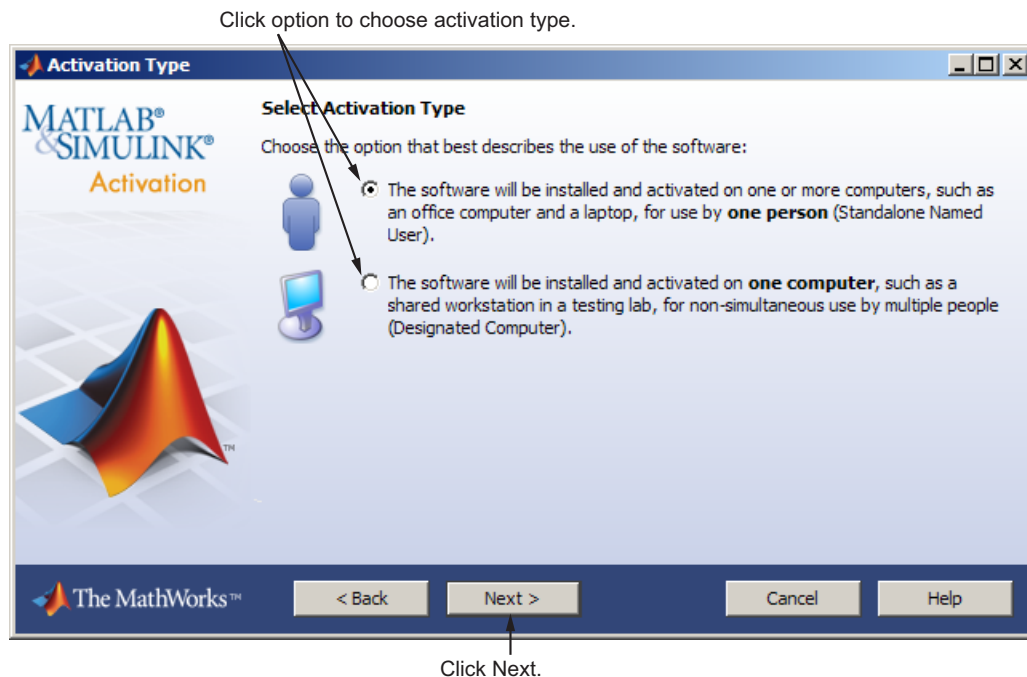 Click option to choose activation type.
Activation Type
MATLAB®
&SIMULINK®
Activation
Select Activation Type
Choose the option that best describes the use of the software:
The software will be installed and activated on one or more computers, such as
an office computer and a laptop, for use by one person (Standalone Named
User).
The software will be installed and activated on one computer, such as a
shared workstation in a testing lab, for non-simultaneous use by multiple people
(Designated Computer).
TM
The MathWorks™
< Back
Next >
Cancel
Help
Click Next.